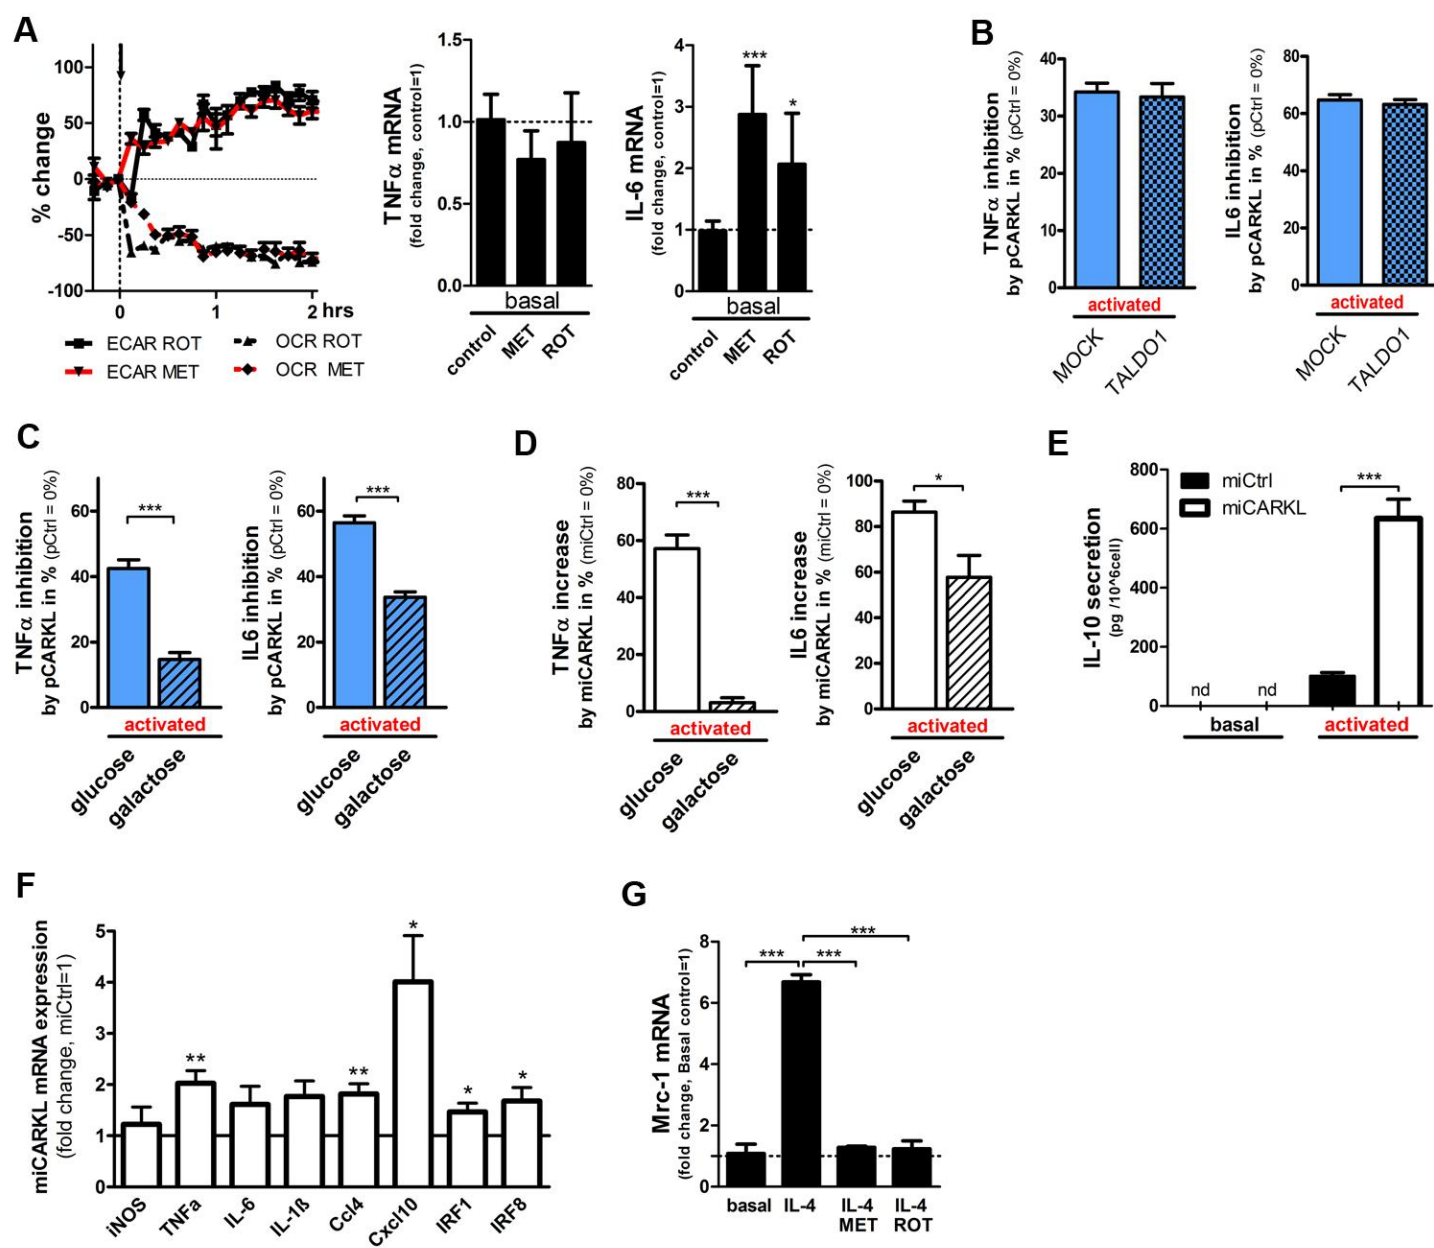 A
% change
100
50
0
-50
-100
0
1
2 hrs
ECAR ROT
OCR ROT
ECAR MET
OCR MET
TNFα mRNA
(fold change, control=1)
1.5
1.0
0.5
0.0
basal
control
MET
ROT
IL-6 mRNA
(fold change, control=1)
4
3
2
1
0
***
*
basal
control
MET
ROT
B
TNFα inhibition
by pCARKL in % (pCtrl = 0%)
40
30
20
10
0
activated
MOCK
TALDO1
IL6 inhibition
by pCARKL in % (pCtrl = 0%)
80
60
40
20
0
activated
MOCK
TALDO1
C
TNFα inhibition
by pCARKL in % (pCtrl = 0%)
60
40
20
0
***
activated
glucose
galactose
IL6 inhibition
by pCARKL in % (pCtrl = 0%)
60
40
20
0
***
activated
glucose
galactose
D
TNFα increase
by miCARKL in % (miCtrl = 0%)
80
60
40
20
0
***
activated
glucose
galactose
IL6 increase
by miCARKL in % (miCtrl = 0%)
100
80
60
40
20
0
*
activated
glucose
galactose
E
IL-10 secretion
(pg /10^6cell)
800
600
400
200
0
miCtrl
miCARKL
***
nd
nd
basal
activated
F
miCARKL mRNA expression
(fold change, miCtrl=1)
5
4
3
2
1
0
**
**
*
*
*
iNOS
TNFa
IL-6
IL-1ß
Ccl4
Cxcl10
IRF1
IRF8
G
Mrc-1 mRNA
(fold change, Basal control=1)
8
6
4
2
0
***
***
***
basal
IL-4
IL-4
MET
IL-4
ROT